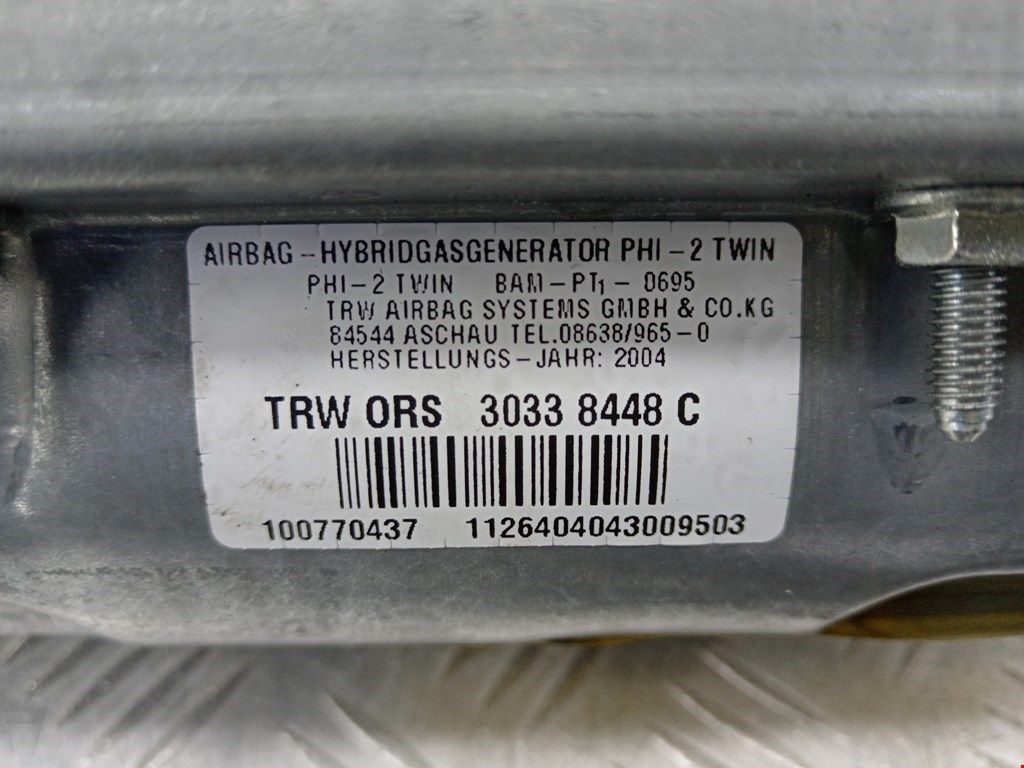 AIRBAG - HYBRIDGASGENERATOR PHI - 2 TWIN
PHI - 2 TWIN BAM - PT1 - 0695
TRW AIRBAG SYSTEMS GMBH & CO.KG
84544 ASCHAU TEL.08638/965-0
HERSTELLUNGS - JAHR: 2004
TRW ORS 3033 8448 C
100770437 1126404043009503